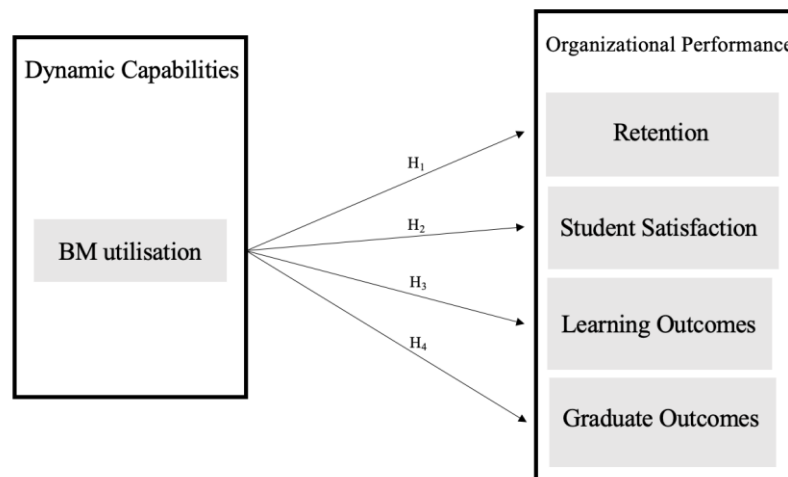 Dynamic Capabilities
BM utilisation
H₁
H₂
H₃
H₄
Organizational Performance
Retention
Student Satisfaction
Learning Outcomes
Graduate Outcomes